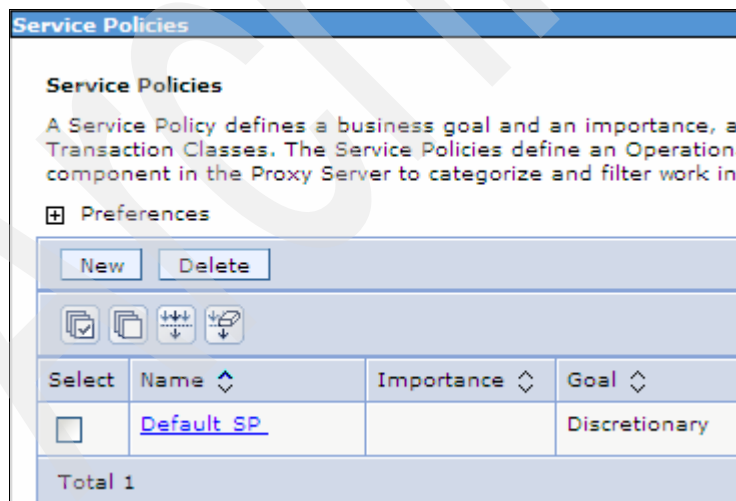 Service Policies
Service Policies
A Service Policy defines a business goal and an importance, a
Transaction Classes. The Service Policies define an Operation
component in the Proxy Server to categorize and filter work in
Preferences
New Delete
Select Name Importance Goal
Default_SP Discretionary
Total 1